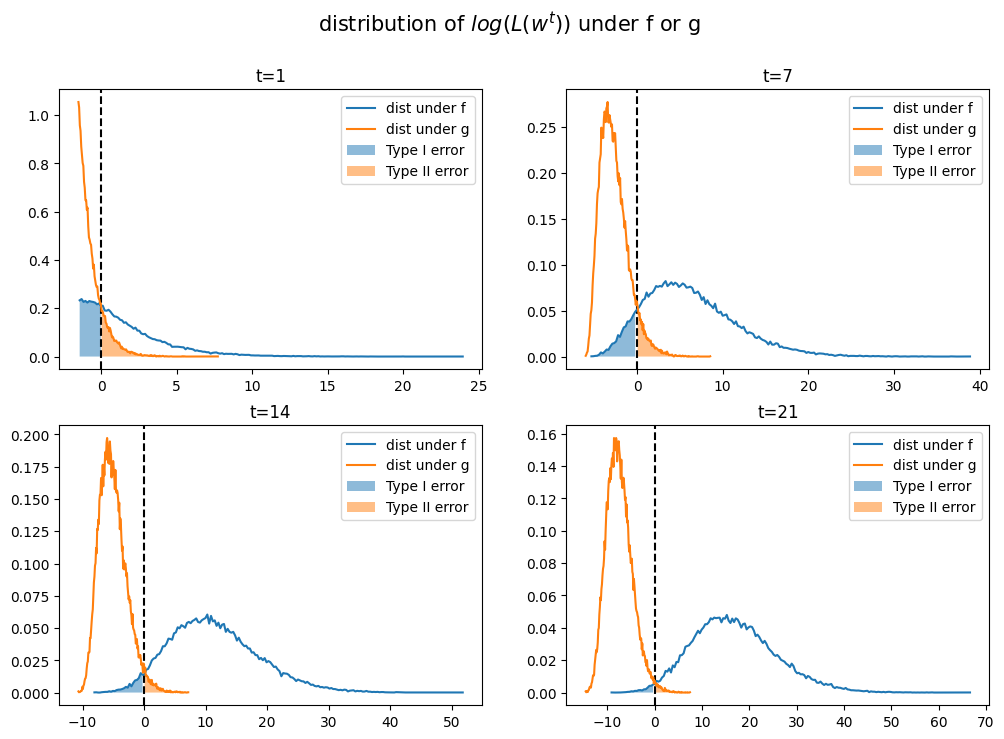 distribution of log(L(w^t)) under f or g
t=1
dist under f
dist under g
Type I error
Type II error
1.0
0.8
0.6
0.4
0.2
0.0
0 5 10 15 20 25
t=7
dist under f
dist under g
Type I error
Type II error
0.25
0.20
0.15
0.10
0.05
0.00
0 10 20 30 40
t=14
dist under f
dist under g
Type I error
Type II error
0.200
0.175
0.150
0.125
0.100
0.075
0.050
0.025
0.000
−10 0 10 20 30 40 50
t=21
dist under f
dist under g
Type I error
Type II error
0.16
0.14
0.12
0.10
0.08
0.06
0.04
0.02
0.00
−10 0 10 20 30 40 50 60 70